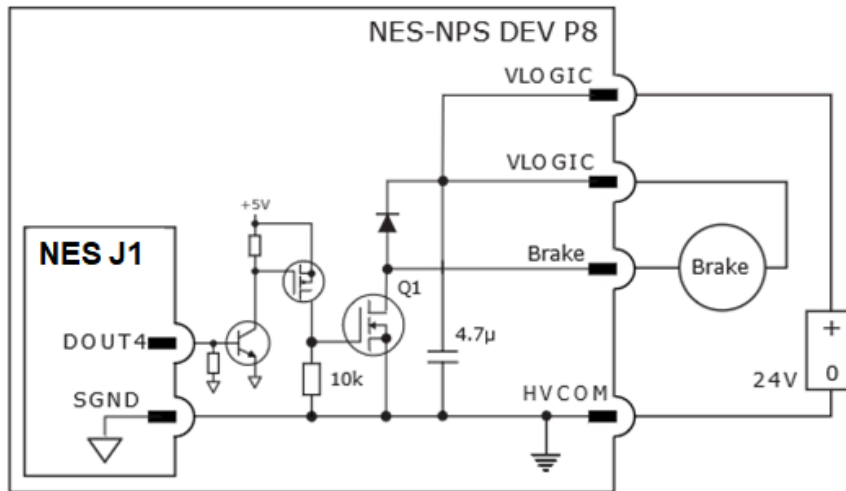 NES-NPS DEV P8
VLOGIC
VLOGIC
+5V
NES J1
Brake
Brake
Q1
DOUT4
4.7µ
+
10k
24V
0
SGND
HVCOM